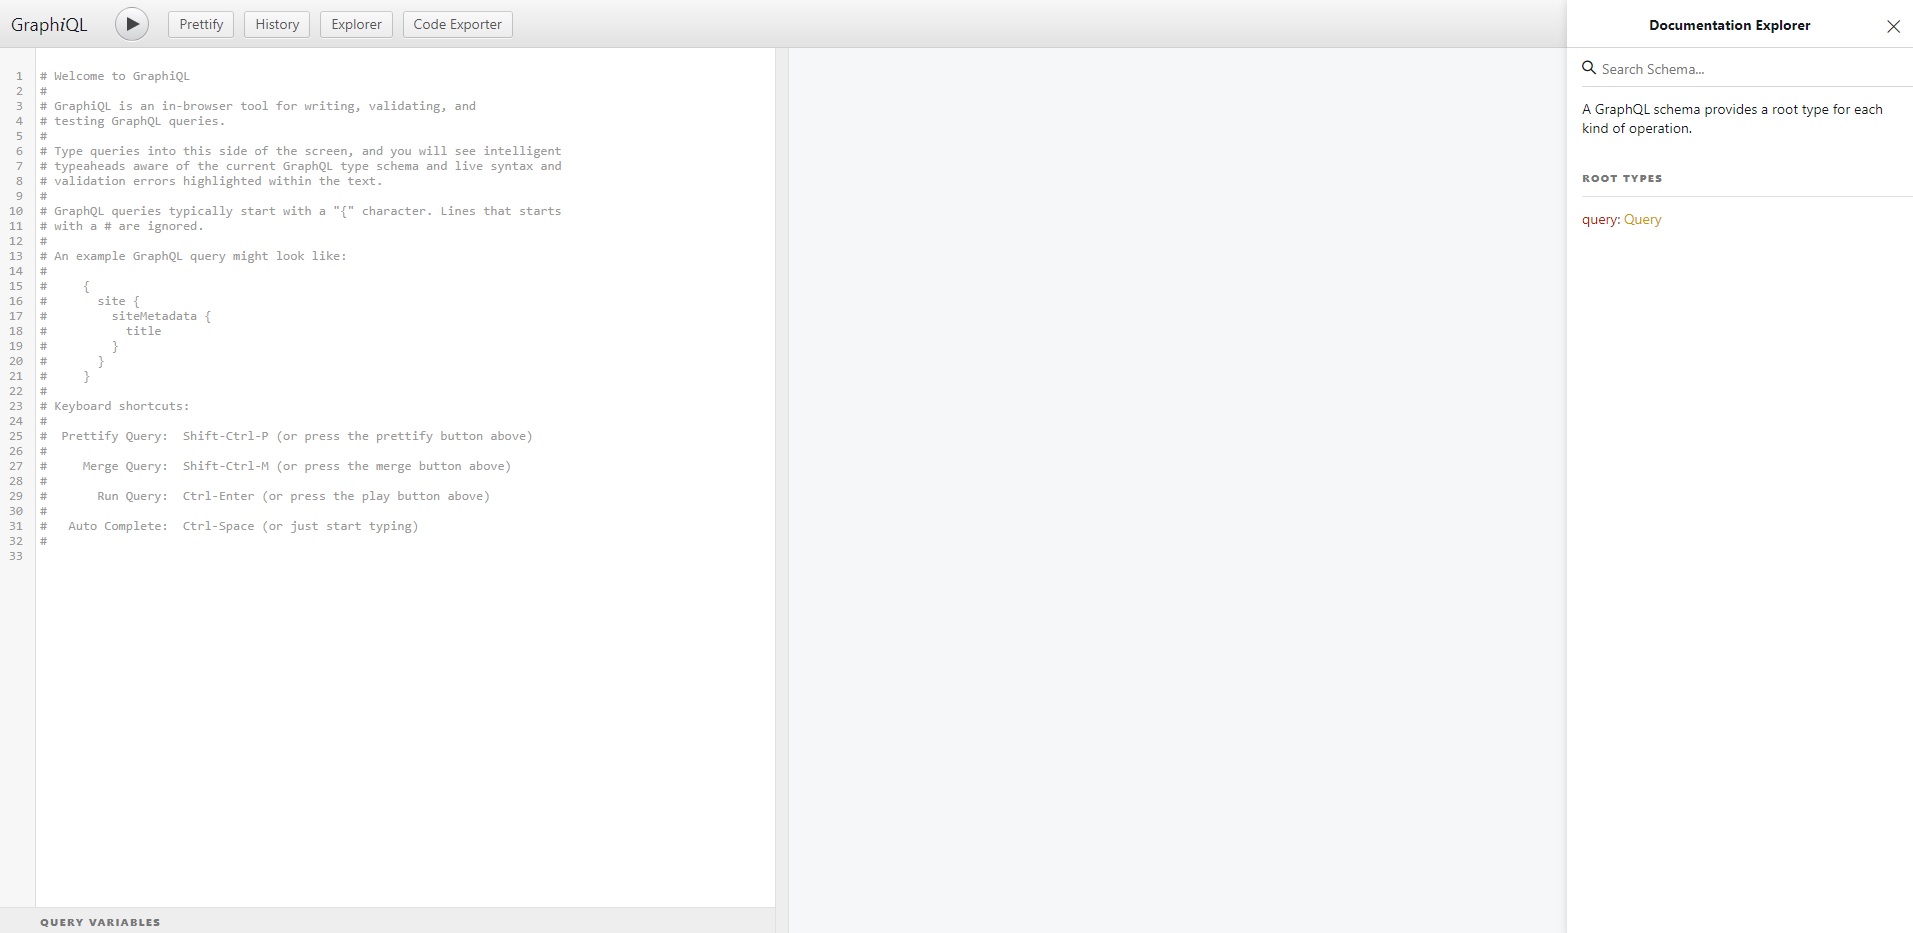 GraphiQL
Prettify
History
Explorer
Code Exporter
1 # Welcome to GraphiQL
2 #
3 # GraphiQL is an in-browser tool for writing, validating, and
4 # testing GraphQL queries.
5 #
6 # Type queries into this side of the screen, and you will see intelligent
7 # typeaheads aware of the current GraphQL type schema and live syntax and
8 # validation errors highlighted within the text.
9 #
10 # GraphQL queries typically start with a "{" character. Lines that starts
11 # with a # are ignored.
12 #
13 # An example GraphQL query might look like:
14 #
15 #     {
16 #       site {
17 #         siteMetadata {
18 #           title
19 #         }
20 #       }
21 #     }
22 #
23 # Keyboard shortcuts:
24 #
25 #  Prettify Query:  Shift-Ctrl-P (or press the prettify button above)
26 #
27 #     Merge Query:  Shift-Ctrl-M (or press the merge button above)
28 #
29 #       Run Query:  Ctrl-Enter (or press the play button above)
30 #
31 #   Auto Complete:  Ctrl-Space (or just start typing)
32 #
33
QUERY VARIABLES
Documentation Explorer
Search Schema...
A GraphQL schema provides a root type for each
kind of operation.
ROOT TYPES
query: Query